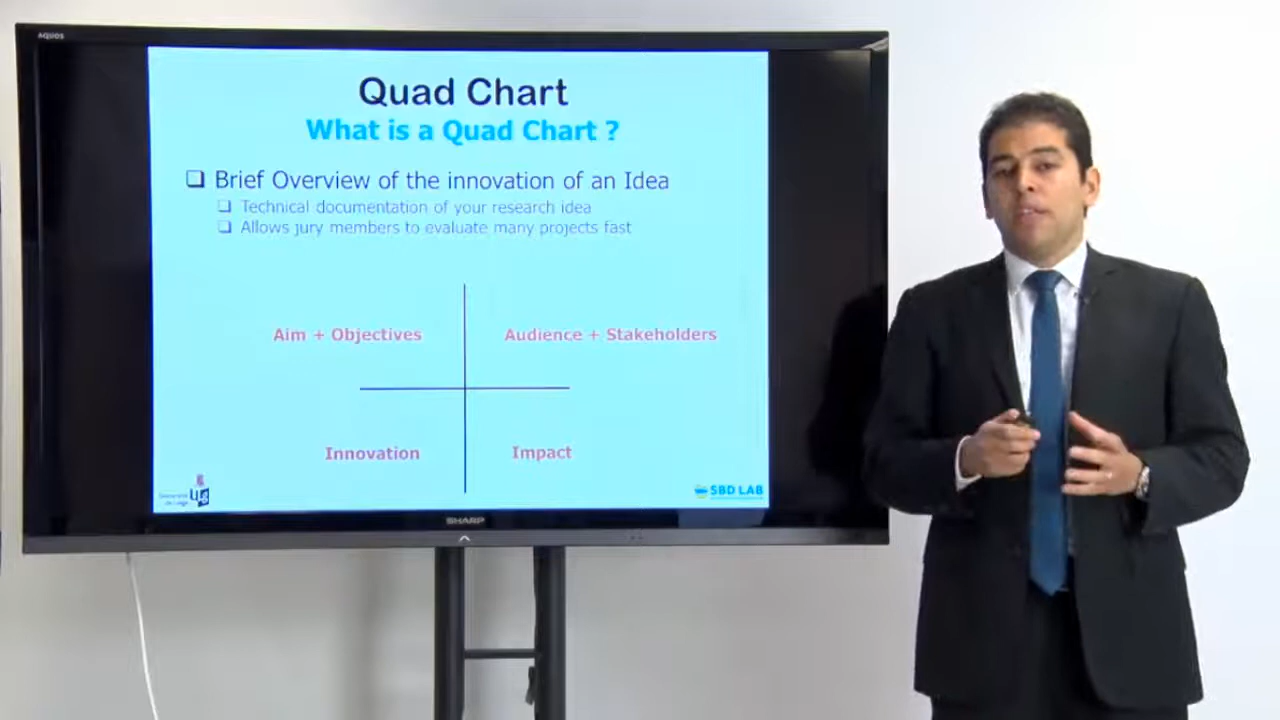 AQUOS
Quad Chart
What is a Quad Chart ?
Brief Overview of the innovation of an Idea
Technical documentation of your research idea
Allows jury members to evaluate many projects fast
Aim + Objectives
Audience + Stakeholders
Innovation
Impact
SBD LAB
SHARP